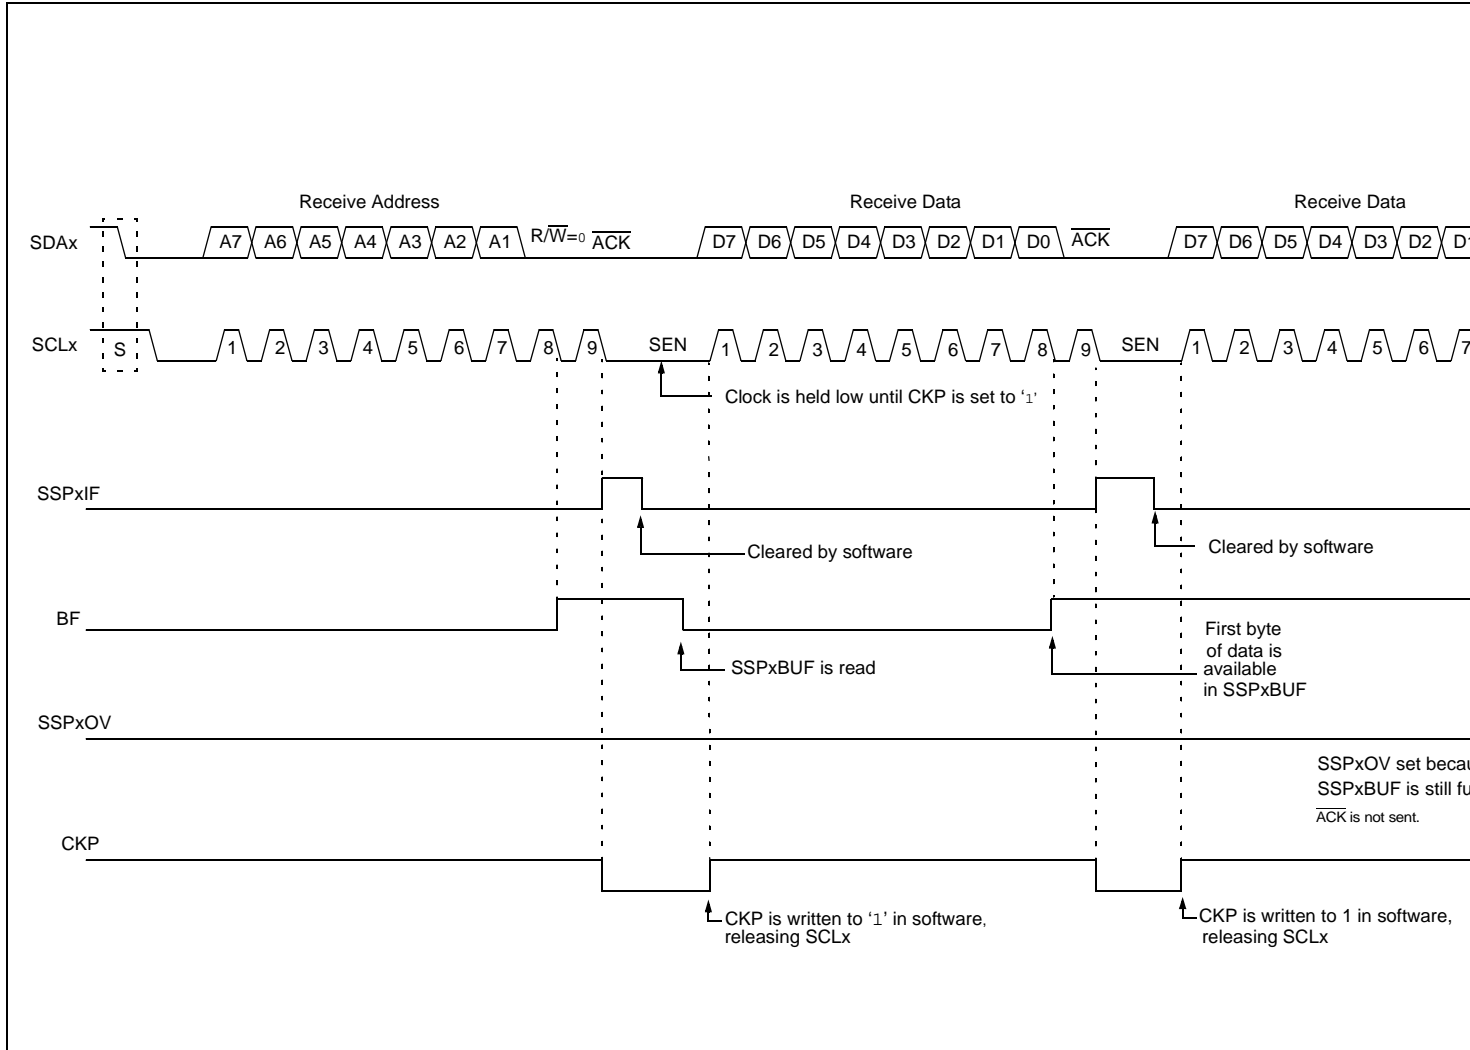 Receive Address
Receive Data
Receive Data
SDAx
A7 A6 A5 A4 A3 A2 A1 R/W=0 ACK
D7 D6 D5 D4 D3 D2 D1 D0 ACK
D7 D6 D5 D4 D3 D2
SCLx
S
1 2 3 4 5 6 7 8 9 SEN
1 2 3 4 5 6 7 8 9 SEN
1 2 3 4 5 6 7
Clock is held low until CKP is set to ‘1’
SSPxIF
Cleared by software
Cleared by software
BF
SSPxBUF is read
First byte
of data is
available
in SSPxBUF
SSPxOV
SSPxOV set
SSPxBUF is still
ACK is not sent.
CKP
CKP is written to ‘1’ in software,
releasing SCLx
CKP is written to 1 in software,
releasing SCLx